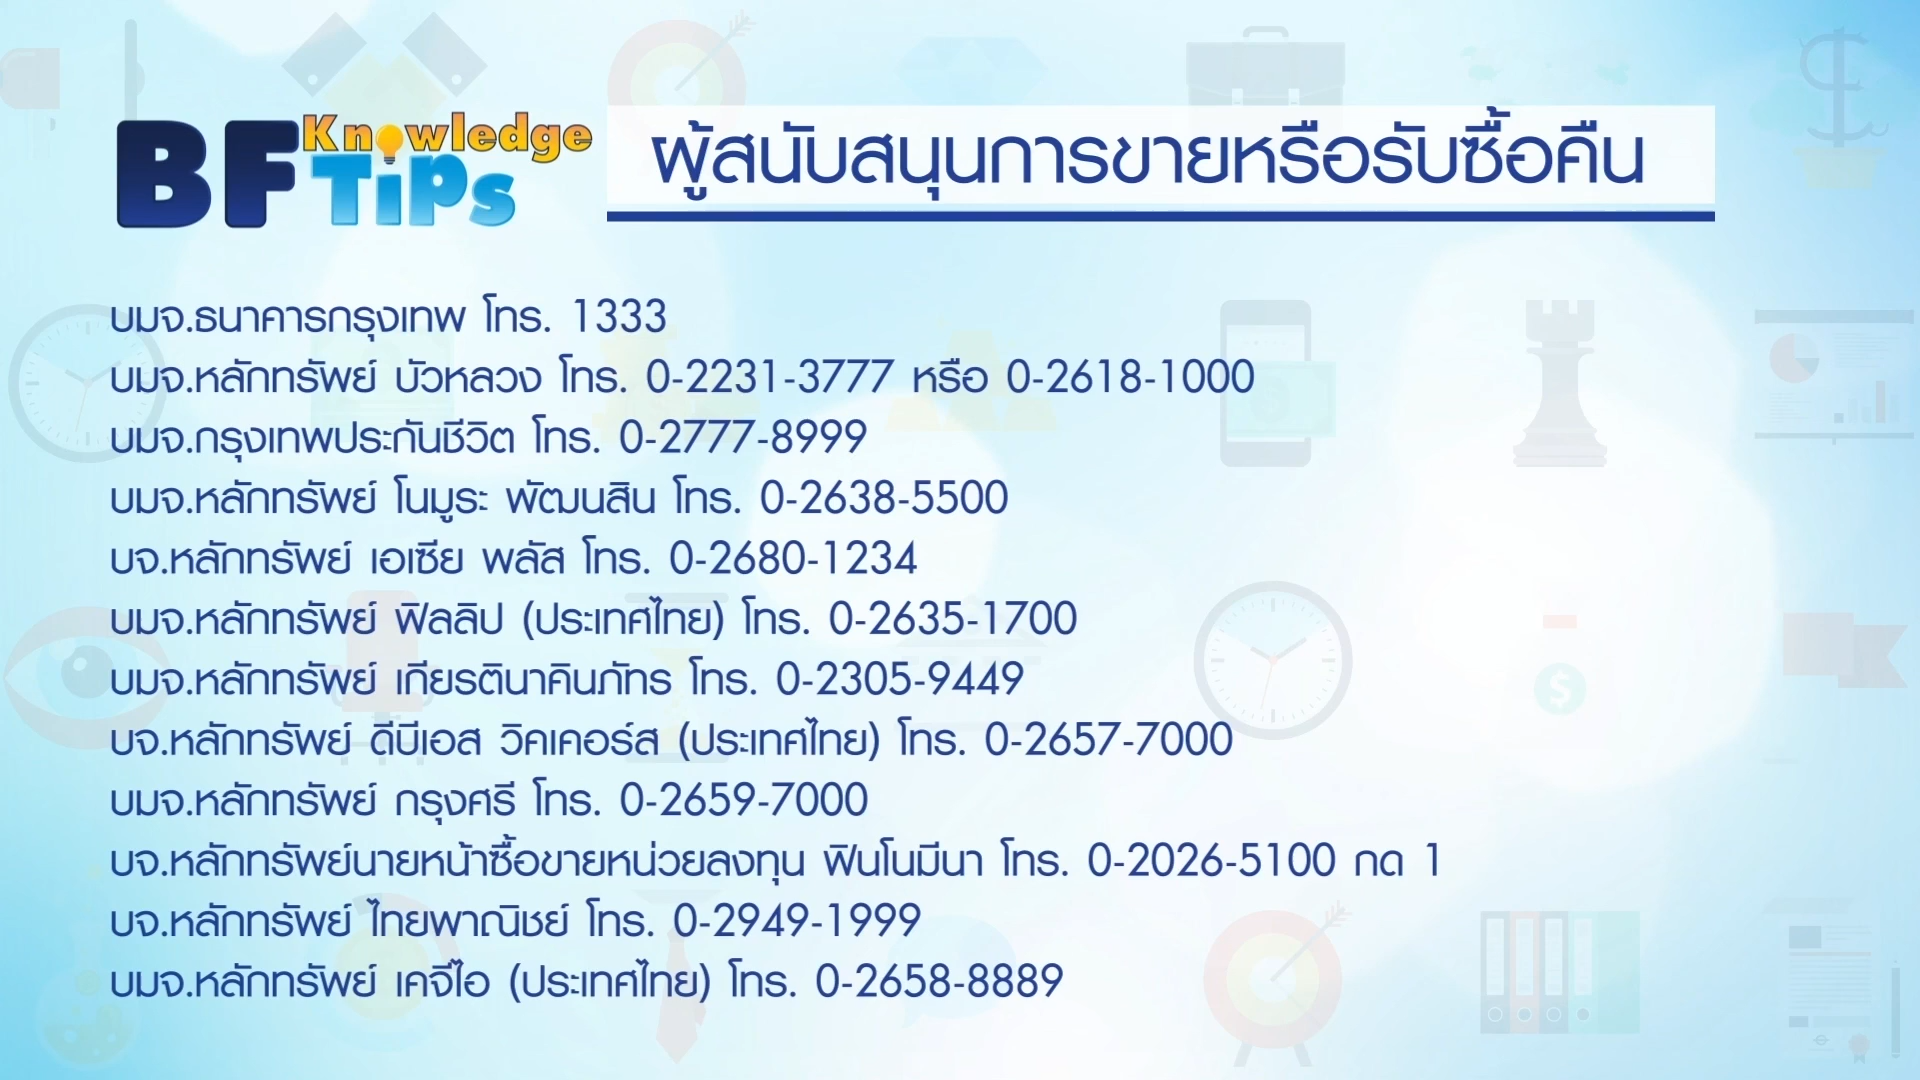 BF Knowledge Tips
ผู้สนับสนุนการขายหรือรับซื้อคืน
บมจ.ธนาคารกรุงเทพ โทร. 1333
บมจ.หลักทรัพย์ บัวหลวง โทร. 0-2231-3777 หรือ 0-2618-1000
บมจ.กรุงเทพประกันชีวิต โทร. 0-2777-8999
บมจ.หลักทรัพย์ โนมูระ พัฒนสิน โทร. 0-2638-5500
บจ.หลักทรัพย์ เอเซีย พลัส โทร. 0-2680-1234
บมจ.หลักทรัพย์ ฟิลลิป (ประเทศไทย) โทร. 0-2635-1700
บมจ.หลักทรัพย์ เกียรตินาคินภัทร โทร. 0-2305-9449
บจ.หลักทรัพย์ ดีบีเอส วิคเคอร์ส (ประเทศไทย) โทร. 0-2657-7000
บมจ.หลักทรัพย์ กรุงศรี โทร. 0-2659-7000
บจ.หลักทรัพย์นายหน้าซื้อขายหน่วยลงทุน ฟินโนมีนา โทร. 0-2026-5100 กด 1
บจ.หลักทรัพย์ ไทยพาณิชย์ โทร. 0-2949-1999
บมจ.หลักทรัพย์ เคจีไอ (ประเทศไทย) โทร. 0-2658-8889